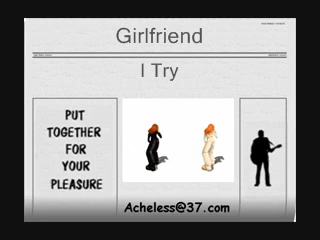 Girlfriend
I Try
PUT
TOGETHER
FOR
YOUR
PLEASURE
Acheless@37.com